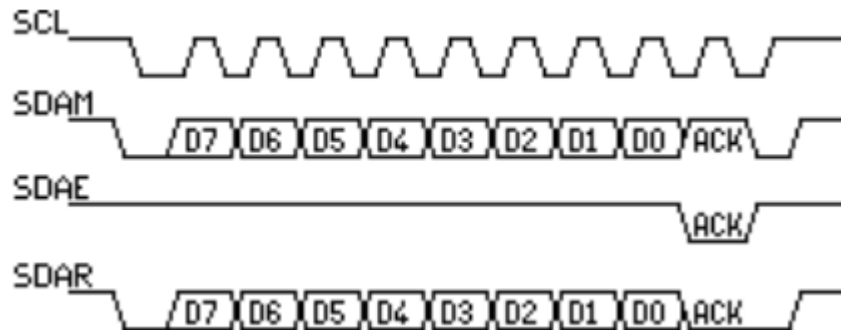 SCL
SDAM
D7 D6 D5 D4 D3 D2 D1 D0 ACK
SDAE
ACK
SDAR
D7 D6 D5 D4 D3 D2 D1 D0 ACK